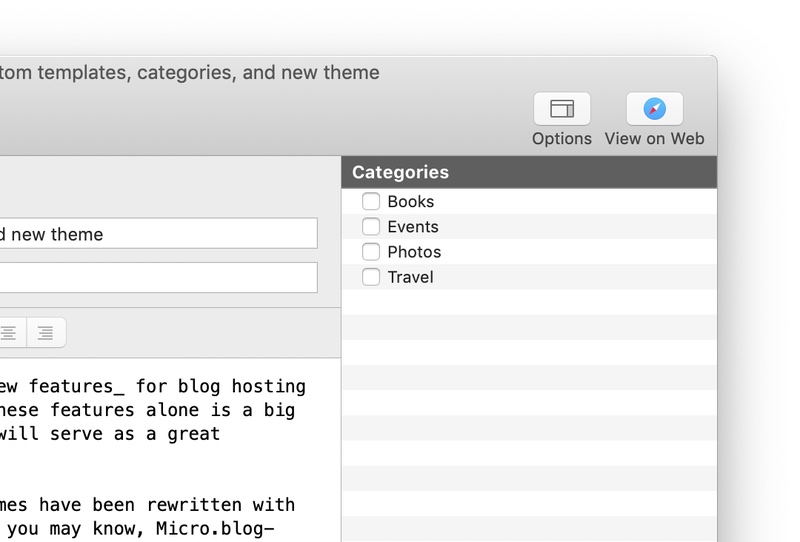 tom templates, categories, and new theme
Options View on Web
Categories
Books
Events
Photos
Travel
d new theme
ew features_ for blog hosting
hese features alone is a big
will serve as a great
mes have been rewritten with
you may know, Micro.blog-